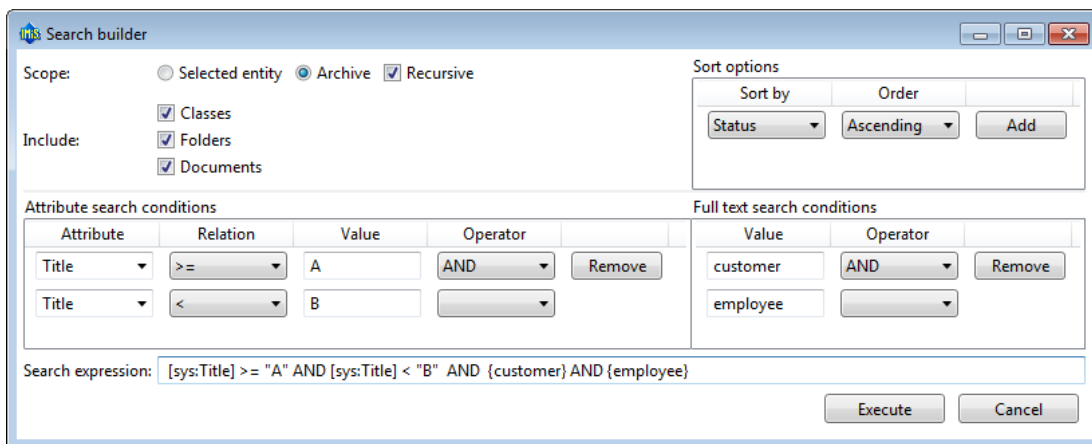 IMiS Search builder
Scope: Selected entity Archive Recursive
Include: Classes
Folders
Documents
Sort options
Sort by Order
Status Ascending Add
Attribute search conditions
Attribute Relation Value Operator
Title >= A AND Remove
Title < B
Full text search conditions
Value Operator
customer AND Remove
employee
Search expression: [sys:Title] >= "A" AND [sys:Title] < "B"  AND  {customer} AND {employee}
Execute Cancel